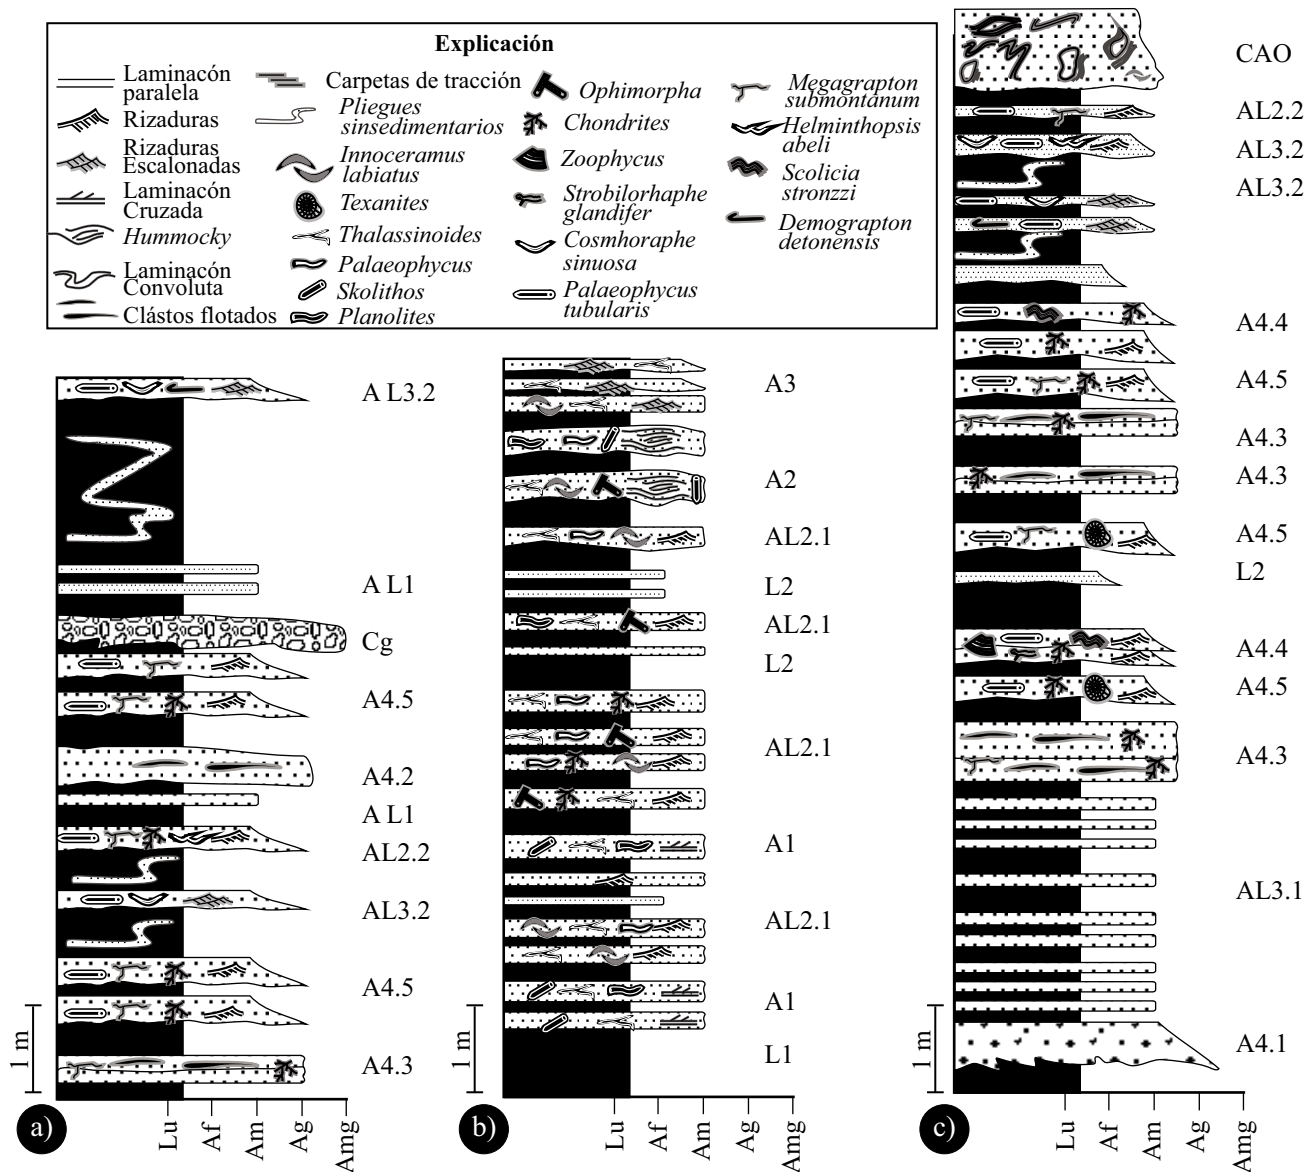 Explicación
Laminacón
paralela
Rizaduras
Rizaduras
Escalonadas
Laminacón
Cruzada
Hummocky
Laminacón
Convoluta
Clástos flotados
Carpetas de tracción
Pliegues
sinsedimentarios
Innoceramus
labiatus
Texanites
Thalassinoides
Palaeophycus
Skolithos
Planolites
Ophimorpha
Chondrites
Zoophycus
Strobilorhaphe
glandifer
Cosmhoraphe
sinuosa
Palaeophycus
tubularis
Megagrapton
submontanum
Helminthopsis
abeli
Scolicia
stronzzi
Demograpton
detonensis
A L3.2
A L1
Cg
A4.5
A4.2
A L1
AL2.2
AL3.2
A4.5
A4.3
1 m
a)
Lu
Af
Am
Ag
Amg
A3
A2
AL2.1
L2
AL2.1
L2
AL2.1
A1
AL2.1
A1
L1
1 m
b)
Lu
Af
Am
Ag
Amg
CAO
AL2.2
AL3.2
AL3.2
A4.4
A4.5
A4.3
A4.3
A4.5
L2
A4.4
A4.5
A4.3
AL3.1
A4.1
1 m
c)
Lu
Af
Am
Ag
Amg